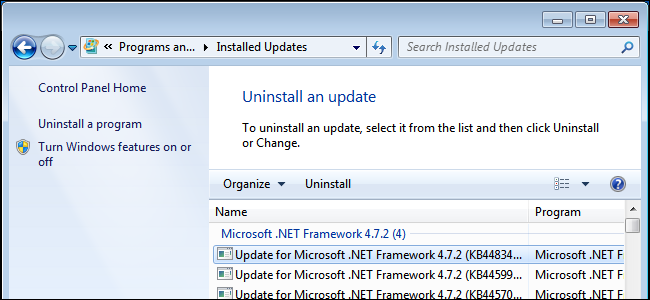 « Programs an... ▸ Installed Updates
Search Installed Updates
Control Panel Home
Uninstall a program
Turn Windows features on or
off
Uninstall an update
To uninstall an update, select it from the list and then click Uninstall
or Change.
Organize Uninstall
Name Program
Microsoft .NET Framework 4.7.2 (4)
Update for Microsoft .NET Framework 4.7.2 (KB44834... Microsoft .NET F
Update for Microsoft .NET Framework 4.7.2 (KB44599... Microsoft .NET F
Update for Microsoft .NET Framework 4.7.2 (KB44570... Microsoft .NET F